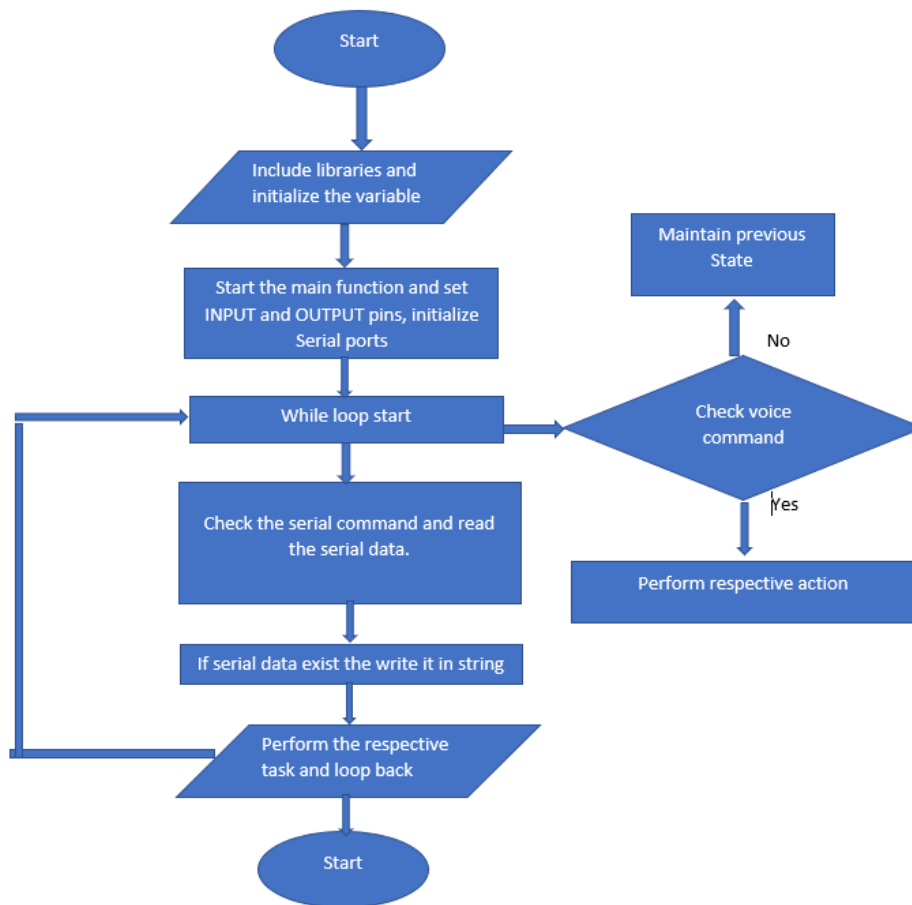 Start
Include libraries and
initialize the variable
Start the main function and set
INPUT and OUTPUT pins, initialize
Serial ports
While loop start
Check the serial command and read
the serial data.
If serial data exist the write it in string
Perform the respective
task and loop back
Start
Maintain previous
State
No
Check voice
command
Yes
Perform respective action